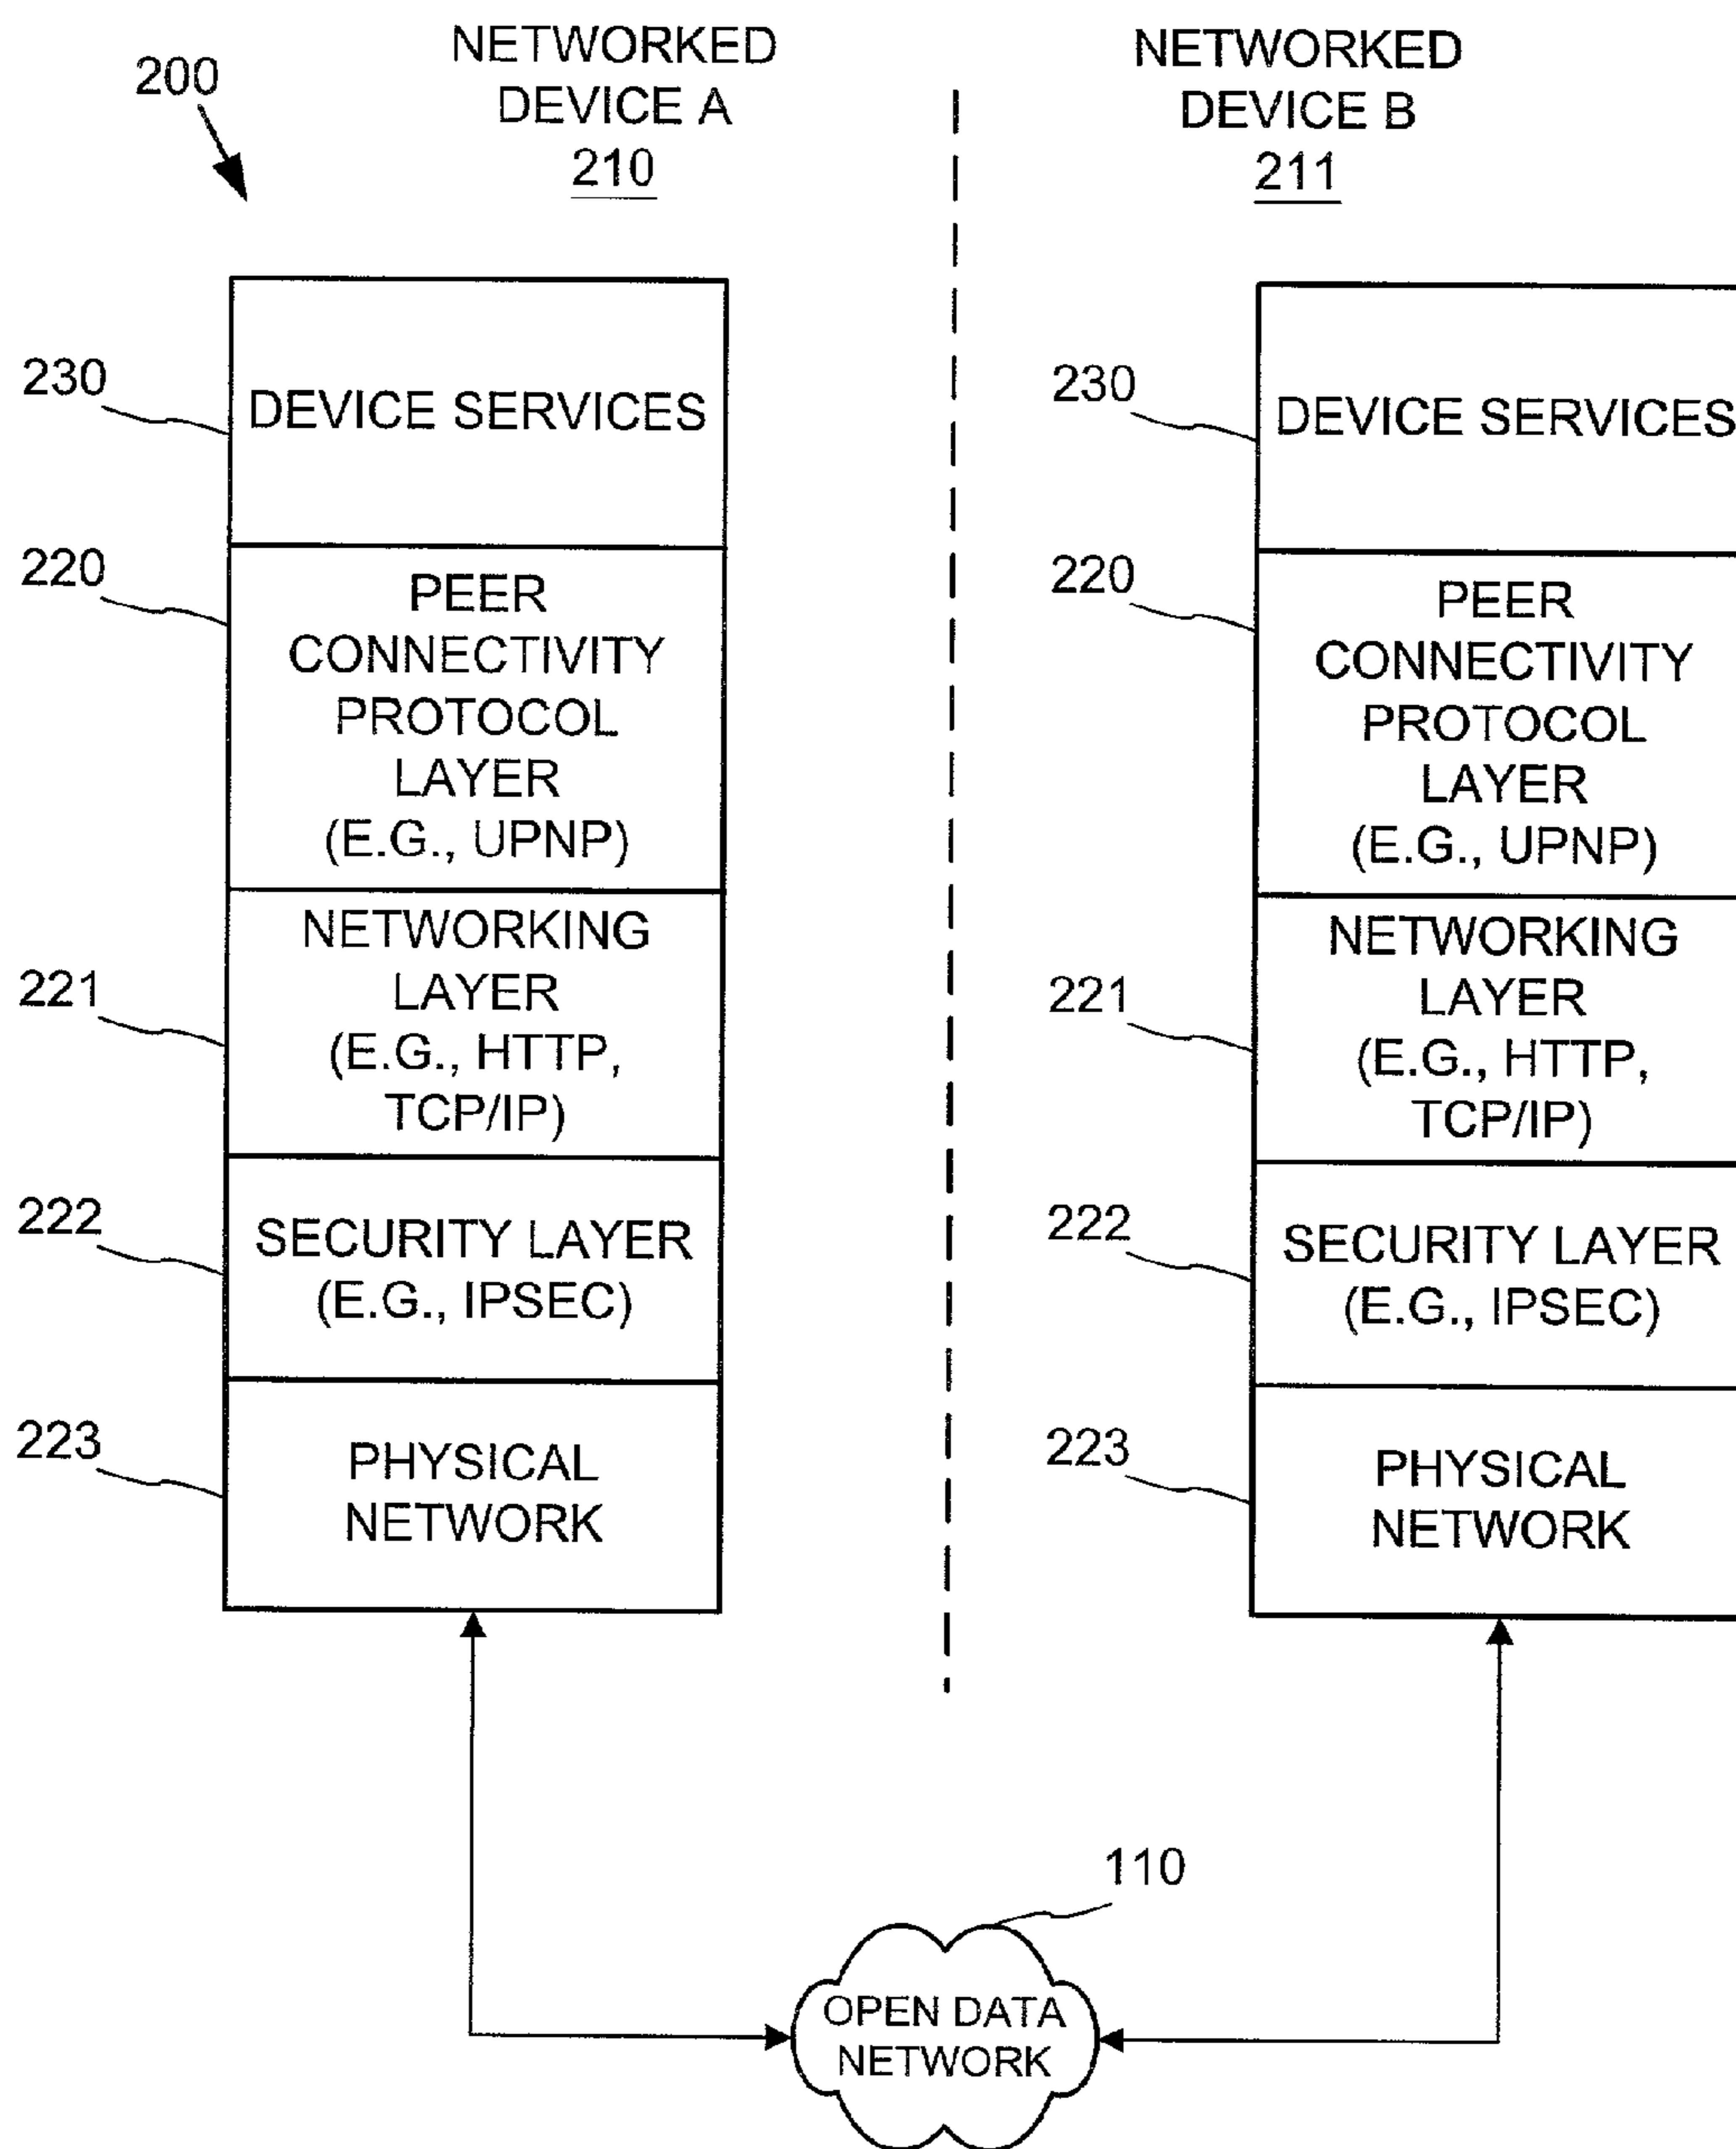 200
NETWORKED
DEVICE A
210
NETWORKED
DEVICE B
211
230
DEVICE SERVICES
220
PEER
CONNECTIVITY
PROTOCOL
LAYER
(E.G., UPNP)
221
NETWORKING
LAYER
(E.G., HTTP,
TCP/IP)
222
SECURITY LAYER
(E.G., IPSEC)
223
PHYSICAL
NETWORK
230
DEVICE SERVICES
220
PEER
CONNECTIVITY
PROTOCOL
LAYER
(E.G., UPNP)
221
NETWORKING
LAYER
(E.G., HTTP,
TCP/IP)
222
SECURITY LAYER
(E.G., IPSEC)
223
PHYSICAL
NETWORK
110
OPEN DATA
NETWORK